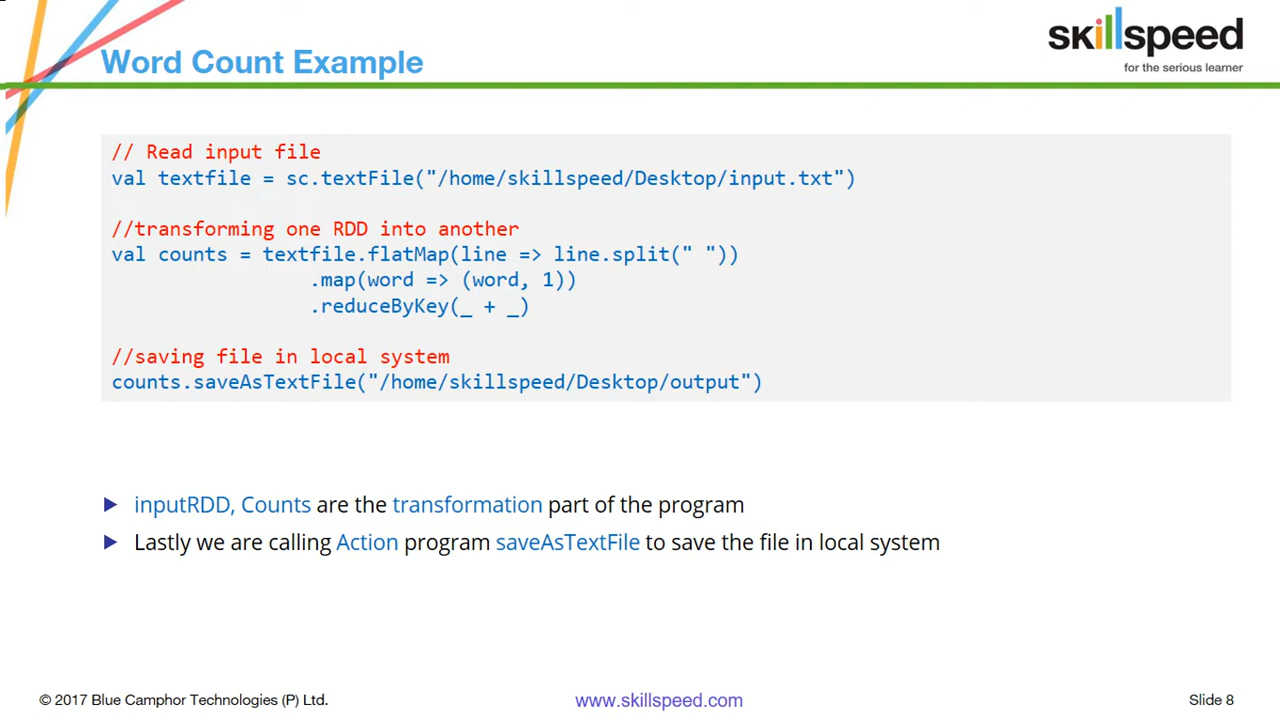 skillspeed
for the serious learner
Word Count Example
// Read input file
val textfile = sc.textFile("/home/skillspeed/Desktop/input.txt")
//transforming one RDD into another
val counts = textfile.flatMap(line => line.split(" "))
.map(word => (word, 1))
.reduceByKey(_ + _)
//saving file in local system
counts.saveAsTextFile("/home/skillspeed/Desktop/output")
inputRDD, Counts are the transformation part of the program
Lastly we are calling Action program saveAsTextFile to save the file in local system
© 2017 Blue Camphor Technologies (P) Ltd.
www.skillspeed.com
Slide 8